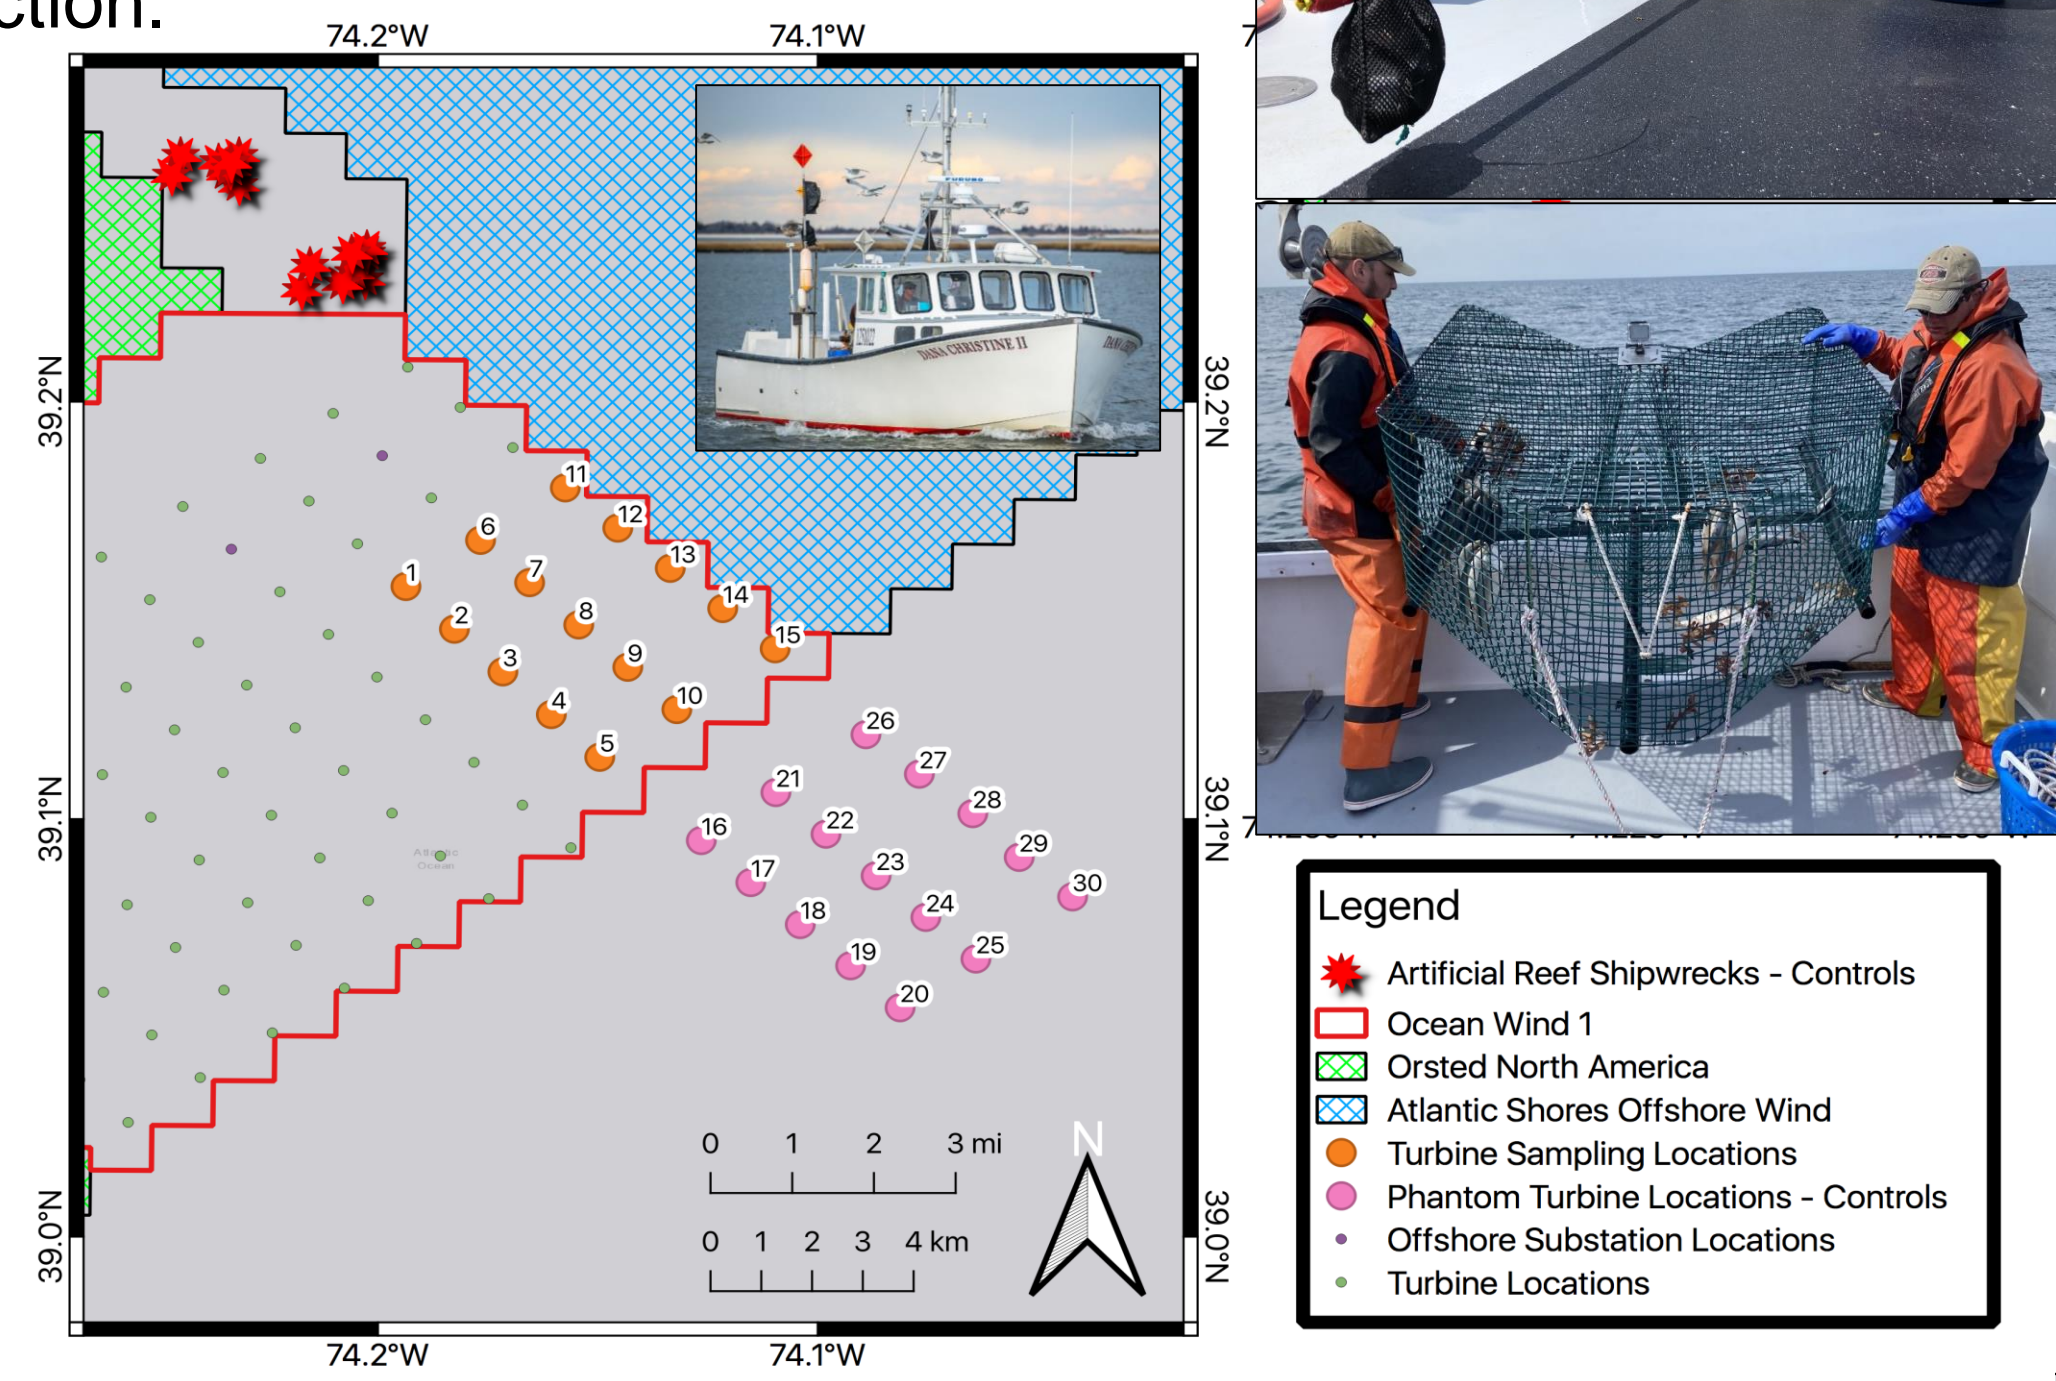 ction.
74.2°W
74.1°W
39.2°N
39.2°N
39.1°N
39.1°N
39.0°N
39.0°N
DANA CHRISTINE II
FURUNO
11
12
13
14
15
6
7
8
9
10
1
2
3
4
5
26
27
28
29
30
21
22
23
24
25
16
17
18
19
20
Atlantic
Ocean
0 1 2 3 mi
0 1 2 3 4 km
N
74.2°W
74.1°W
Legend
Artificial Reef Shipwrecks - Controls
Ocean Wind 1
Orsted North America
Atlantic Shores Offshore Wind
Turbine Sampling Locations
Phantom Turbine Locations - Controls
Offshore Substation Locations
Turbine Locations